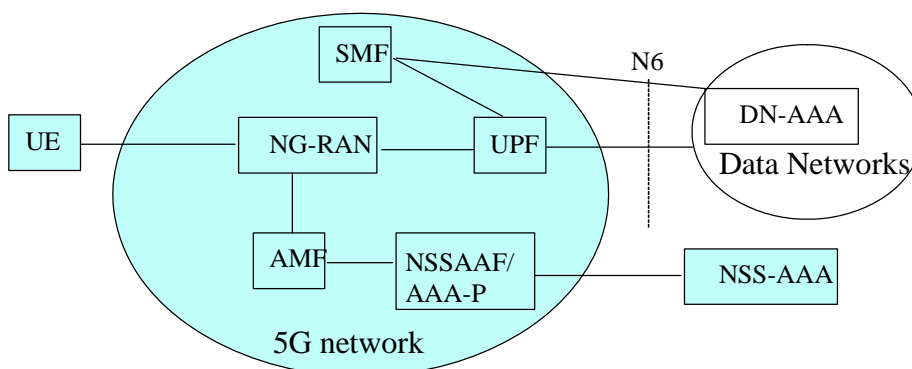 SMF
N6
DN-AAA
UE
NG-RAN
UPF
Data Networks
AMF
NSSAAF/
AAA-P
NSS-AAA
5G network